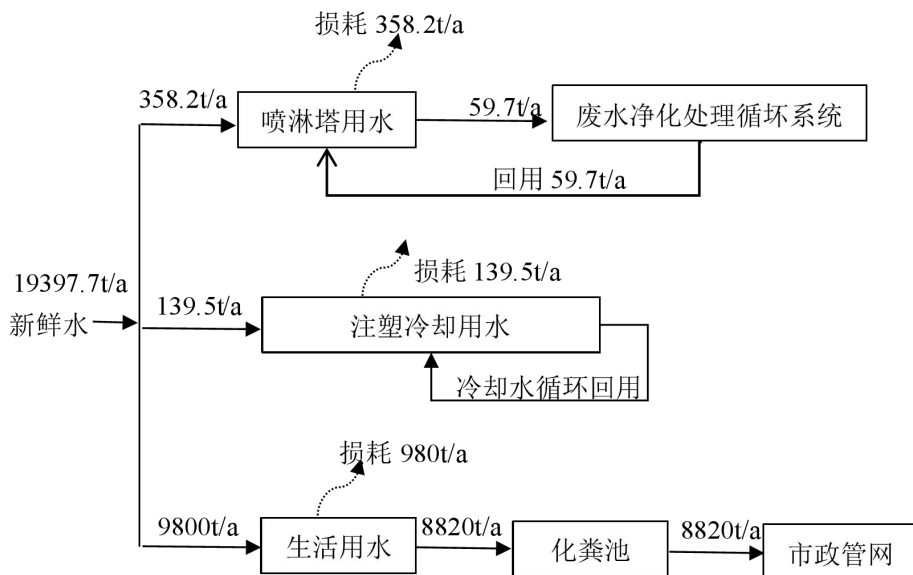 损耗 358.2t/a
358.2t/a
喷淋塔用水
59.7t/a
废水净化处理循坏系统
回用 59.7t/a
19397.7t/a
新鲜水
损耗 139.5t/a
139.5t/a
注塑冷却用水
冷却水循环回用
损耗 980t/a
9800t/a
生活用水
8820t/a
化粪池
8820t/a
市政管网